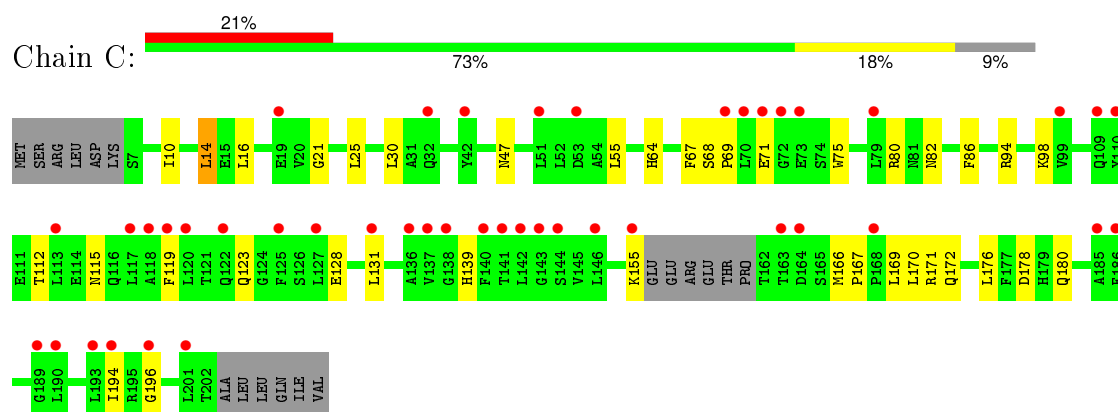 21%
Chain C:
73% 18% 9%
MET SER ARG LEU ASP LYS S7 I10 L14 E15 L16 E19 V20 G21 L25 L30 A31 Q32 Y42 N47 L51 L52 D53 A54 L55 H64 F67 S68 P69 L70 E71 G72 E73 S74 W75 L79 R80 N81 N82 F86 R94 K98 V99 Q109 Y110
E111 T112 L113 E114 N115 Q116 L117 A118 F119 L120 T121 Q122 Q123 G124 F125 S126 L127 E128 L131 A136 V137 G138 H139 F140 T141 L142 G143 S144 V145 L146 K155 GLU GLU ARG GLU THR PRO T162 T163 D164 S165 M166 P167 P168 L169 L170 R171 Q172 L176 F177 D178 H179 Q180 A185 E186
G189 L190 L193 I194 R195 G196 L201 T202 ALA LEU LEU GLN ILE VAL